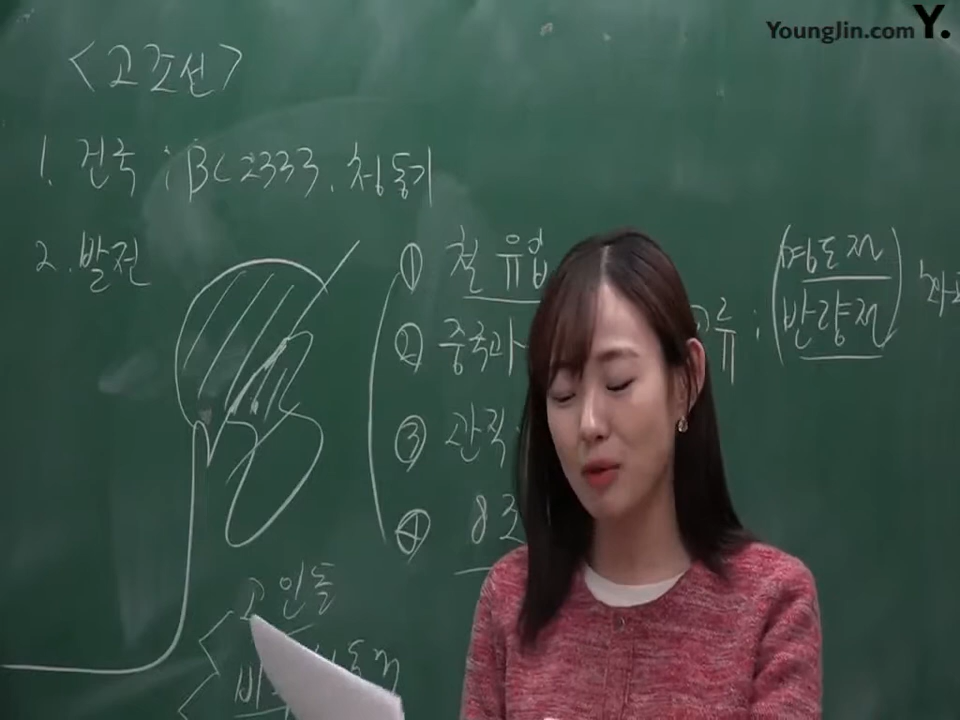 YoungJin.com Y.
<고조선>
1. 건국 : BC 2333. 청동기
2. 발전
① 철 유입
② 중국과
유 :
(명도전
반량전)
③ 관직
④ 8조
고인돌